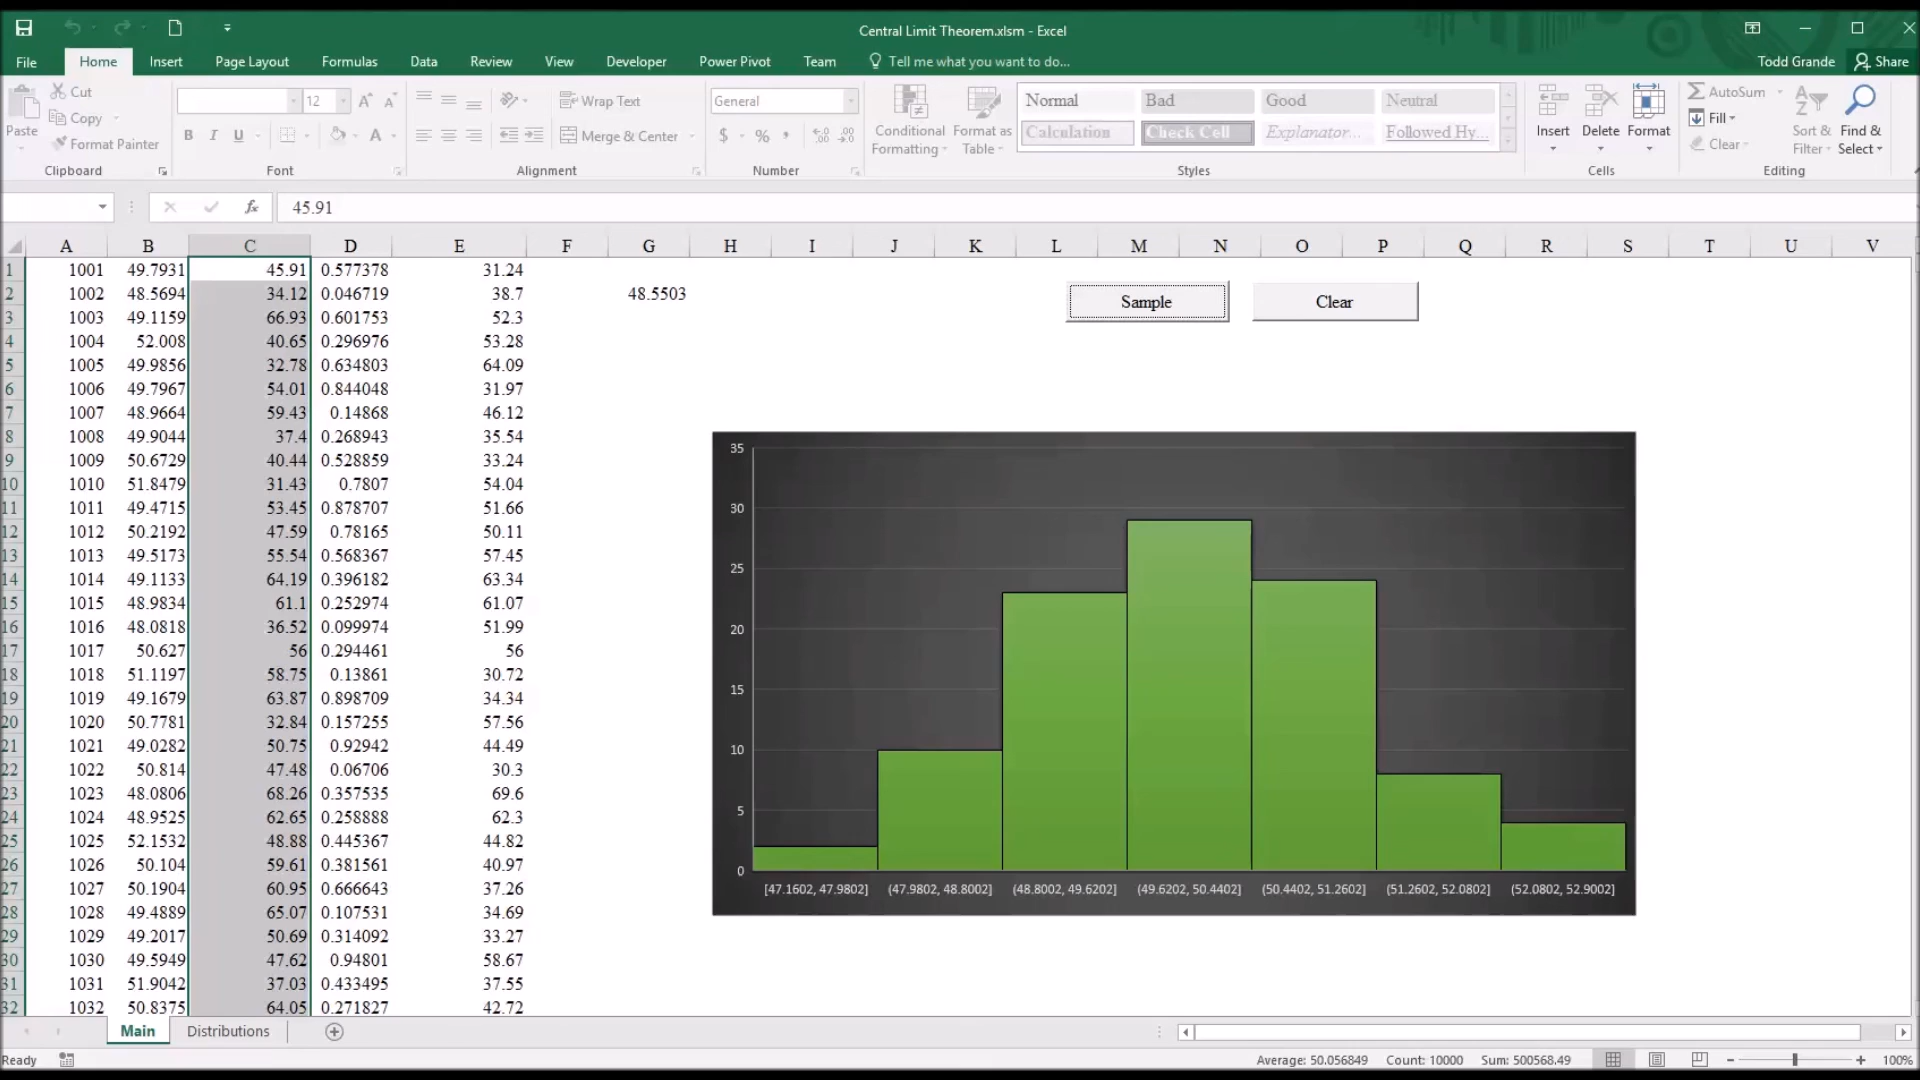 Central Limit Theorem.xlsm - Excel
File Home Insert Page Layout Formulas Data Review View Developer Power Pivot Team Tell me what you want to do... Todd Grande Share
Cut
Copy
Format Painter
Paste
Clipboard
12
Font
Wrap Text
Merge & Center
Alignment
General
$ % ,
Number
Conditional Formatting
Format as Table
Normal Bad Good Neutral
Calculation Check Cell Explanator... Followed Hy...
Styles
Insert Delete Format
Cells
AutoSum
Fill
Clear
Sort & Filter
Find & Select
Editing
fx 45.91
A B C D E F G H I J K L M N O P Q R S T U V
1 1001 49.7931 45.91 0.577378 31.24
2 1002 48.5694 34.12 0.046719 38.7 48.5503
3 1003 49.1159 66.93 0.601753 52.3
4 1004 52.008 40.65 0.296976 53.28
5 1005 49.9856 32.78 0.634803 64.09
6 1006 49.7967 54.01 0.844048 31.97
7 1007 48.9664 59.43 0.14868 46.12
8 1008 49.9044 37.4 0.268943 35.54
9 1009 50.6729 40.44 0.528859 33.24
10 1010 51.8479 31.43 0.7807 54.04
11 1011 49.4715 53.45 0.878707 51.66
12 1012 50.2192 47.59 0.78165 50.11
13 1013 49.5173 55.54 0.568367 57.45
14 1014 49.1133 64.19 0.396182 63.34
15 1015 48.9834 61.1 0.252974 61.07
16 1016 48.0818 36.52 0.099974 51.99
17 1017 50.627 56 0.294461 56
18 1018 51.1197 58.75 0.13861 30.72
19 1019 49.1679 63.87 0.898709 34.34
20 1020 50.7781 32.84 0.157255 57.56
21 1021 49.0282 50.75 0.92942 44.49
22 1022 50.814 47.48 0.06706 30.3
23 1023 48.0806 68.26 0.357535 69.6
24 1024 48.9525 62.65 0.258888 62.3
25 1025 52.1532 48.88 0.445367 44.82
26 1026 50.104 59.61 0.381561 40.97
27 1027 50.1904 60.95 0.666643 37.26
28 1028 49.4889 65.07 0.107531 34.69
29 1029 49.2017 50.69 0.314092 33.27
30 1030 49.5949 47.62 0.94801 58.67
31 1031 51.9042 37.03 0.433495 37.55
32 1032 50.8375 64.05 0.271827 42.72
Sample Clear
35
30
25
20
15
10
5
0
[47.1602, 47.9802] (47.9802, 48.8002] (48.8002, 49.6202] (49.6202, 50.4402] (50.4402, 51.2602] (51.2602, 52.0802] (52.0802, 52.9002]
Main Distributions
Ready Average: 50.056849 Count: 10000 Sum: 500568.49 100%